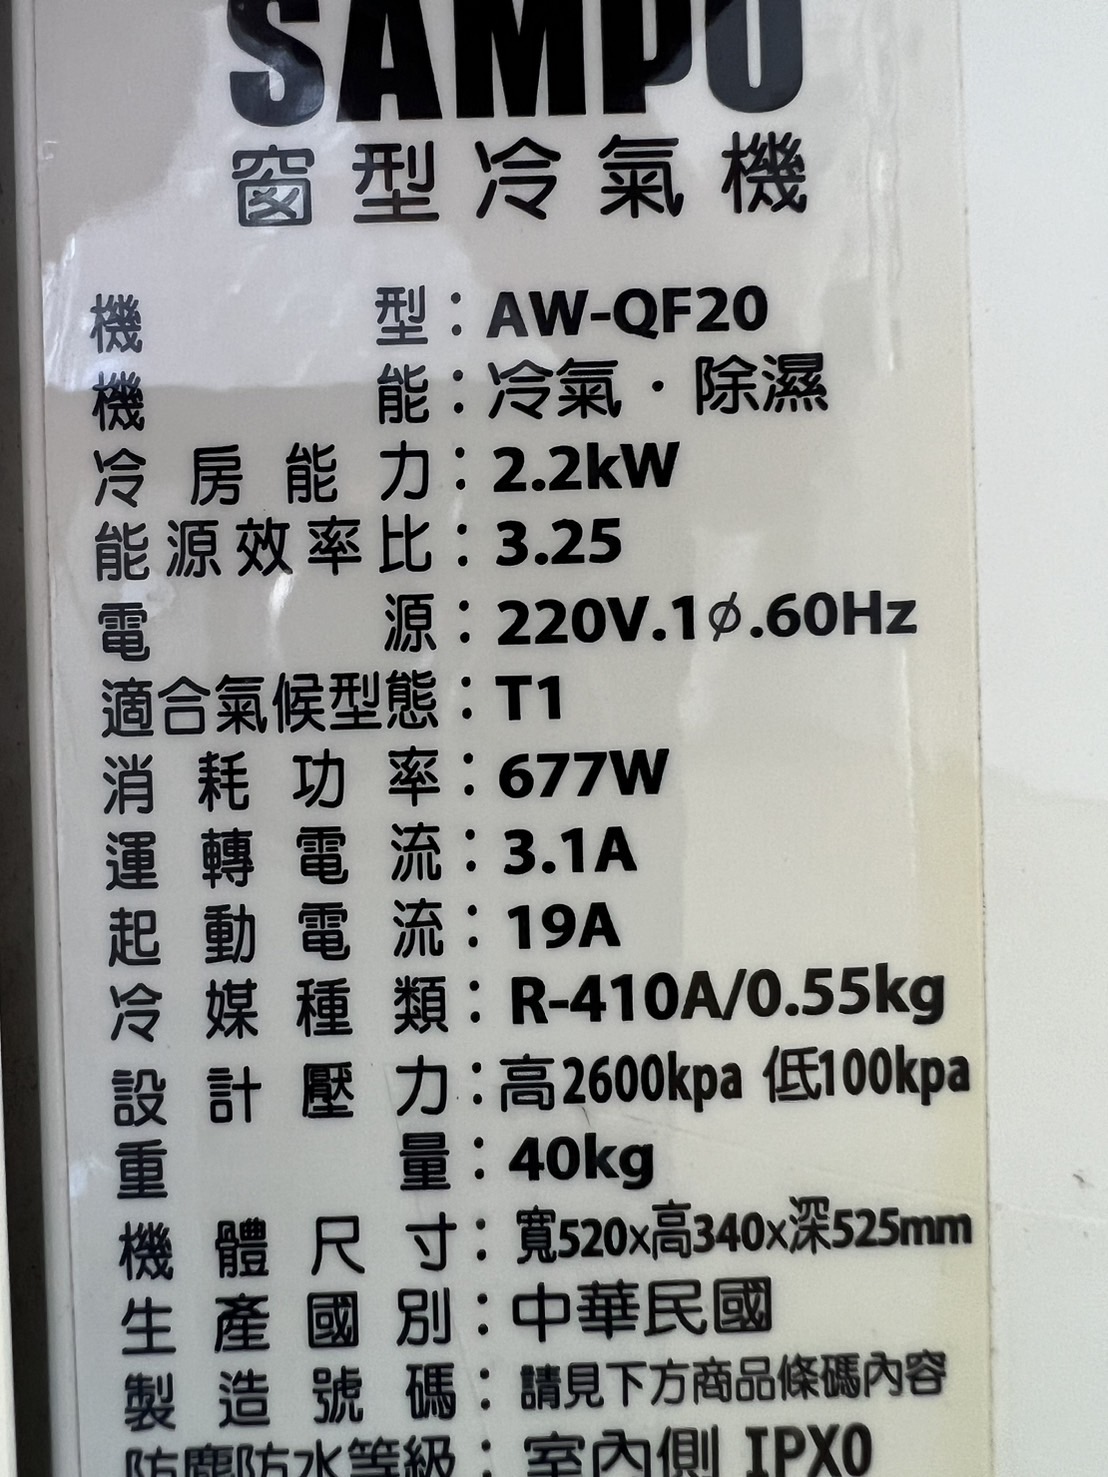 SAMPO
窗型冷氣機
機型：AW-QF20
機能：冷氣·除濕
冷房能力：2.2kW
能源效率比：3.25
電源：220V.1φ.60Hz
適合氣候型態：T1
消耗功率：677W
運轉電流：3.1A
起動電流：19A
冷媒種類：R-410A/0.55kg
設計壓力：高2600kpa 低100kpa
重量：40kg
機體尺寸：寬520x高340x深525mm
生產國別：中華民國
製造號碼：請見下方商品條碼內容
防塵防水等級：室內側 IPX0